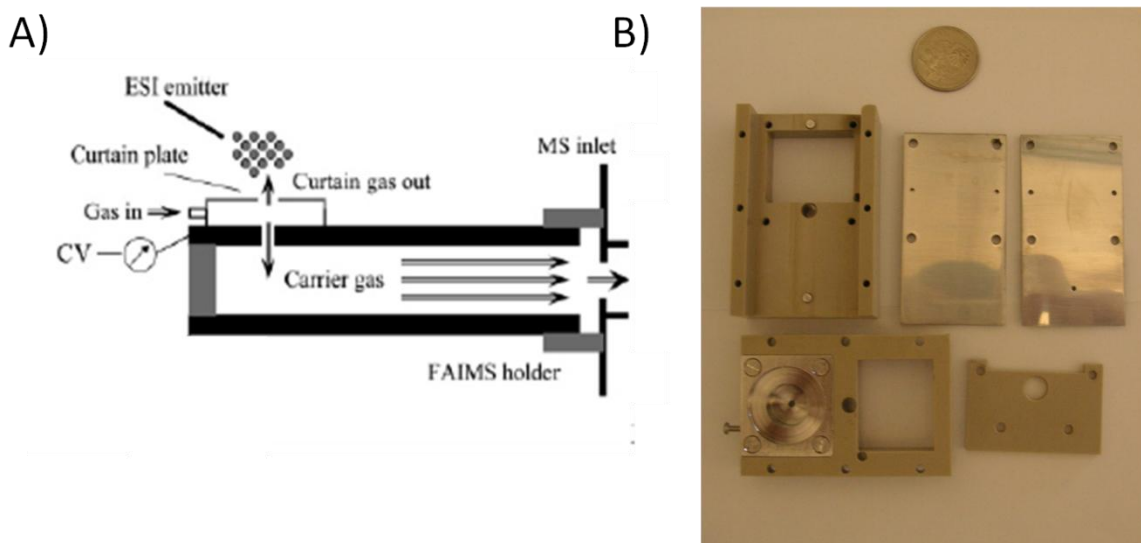 A)
B)
ESI emitter
Curtain plate
MS inlet
Curtain gas out
Gas in
CV
Carrier gas
FAIMS holder